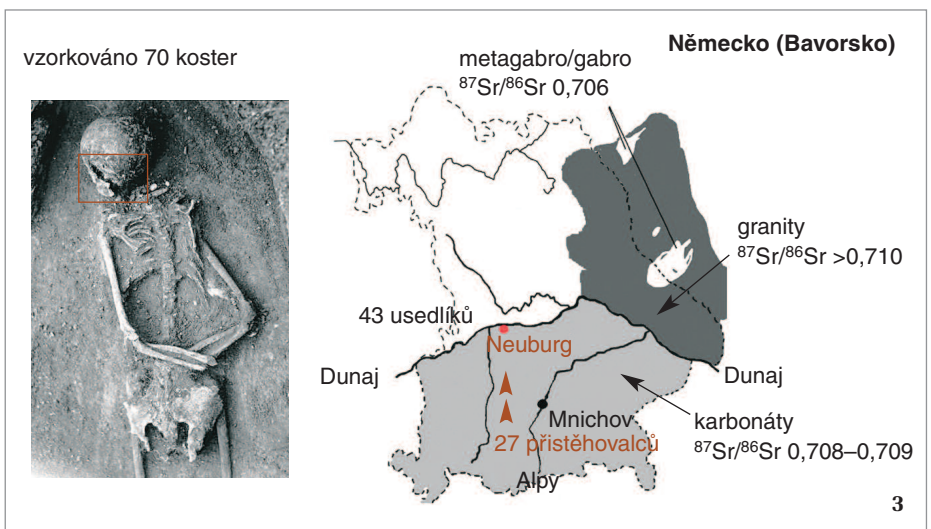 vzorkováno 70 koster
Německo (Bavorsko)
metagabro/gabro
⁸⁷Sr/⁸⁶Sr 0,706
granity
⁸⁷Sr/⁸⁶Sr >0,710
43 usedlíků
Neuburg
Dunaj
Dunaj
Mnichov
27 přistěhovalců
karbonáty
⁸⁷Sr/⁸⁶Sr 0,708–0,709
Alpy
3